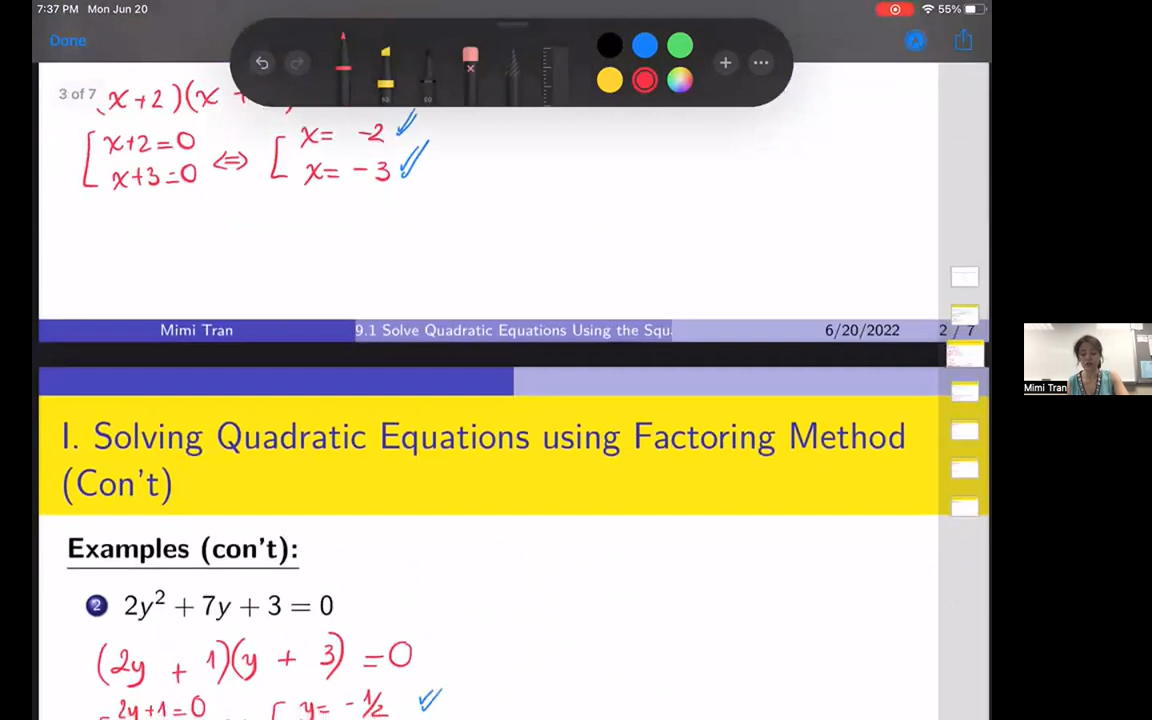 7:37 PM Mon Jun 20
55%
Done
3 of 7
x+2)(x +
x+2=0 ⇔ x= -2
x+3=0 x= -3
Mimi Tran 9.1 Solve Quadratic Equations Using the Squ 6/20/2022 2 / 7
I. Solving Quadratic Equations using Factoring Method
(Con't)
Examples (con't):
2 2y² + 7y + 3 = 0
(2y + 1)(y + 3) = 0
2y+1=0 y= -1/2
Mimi Tran